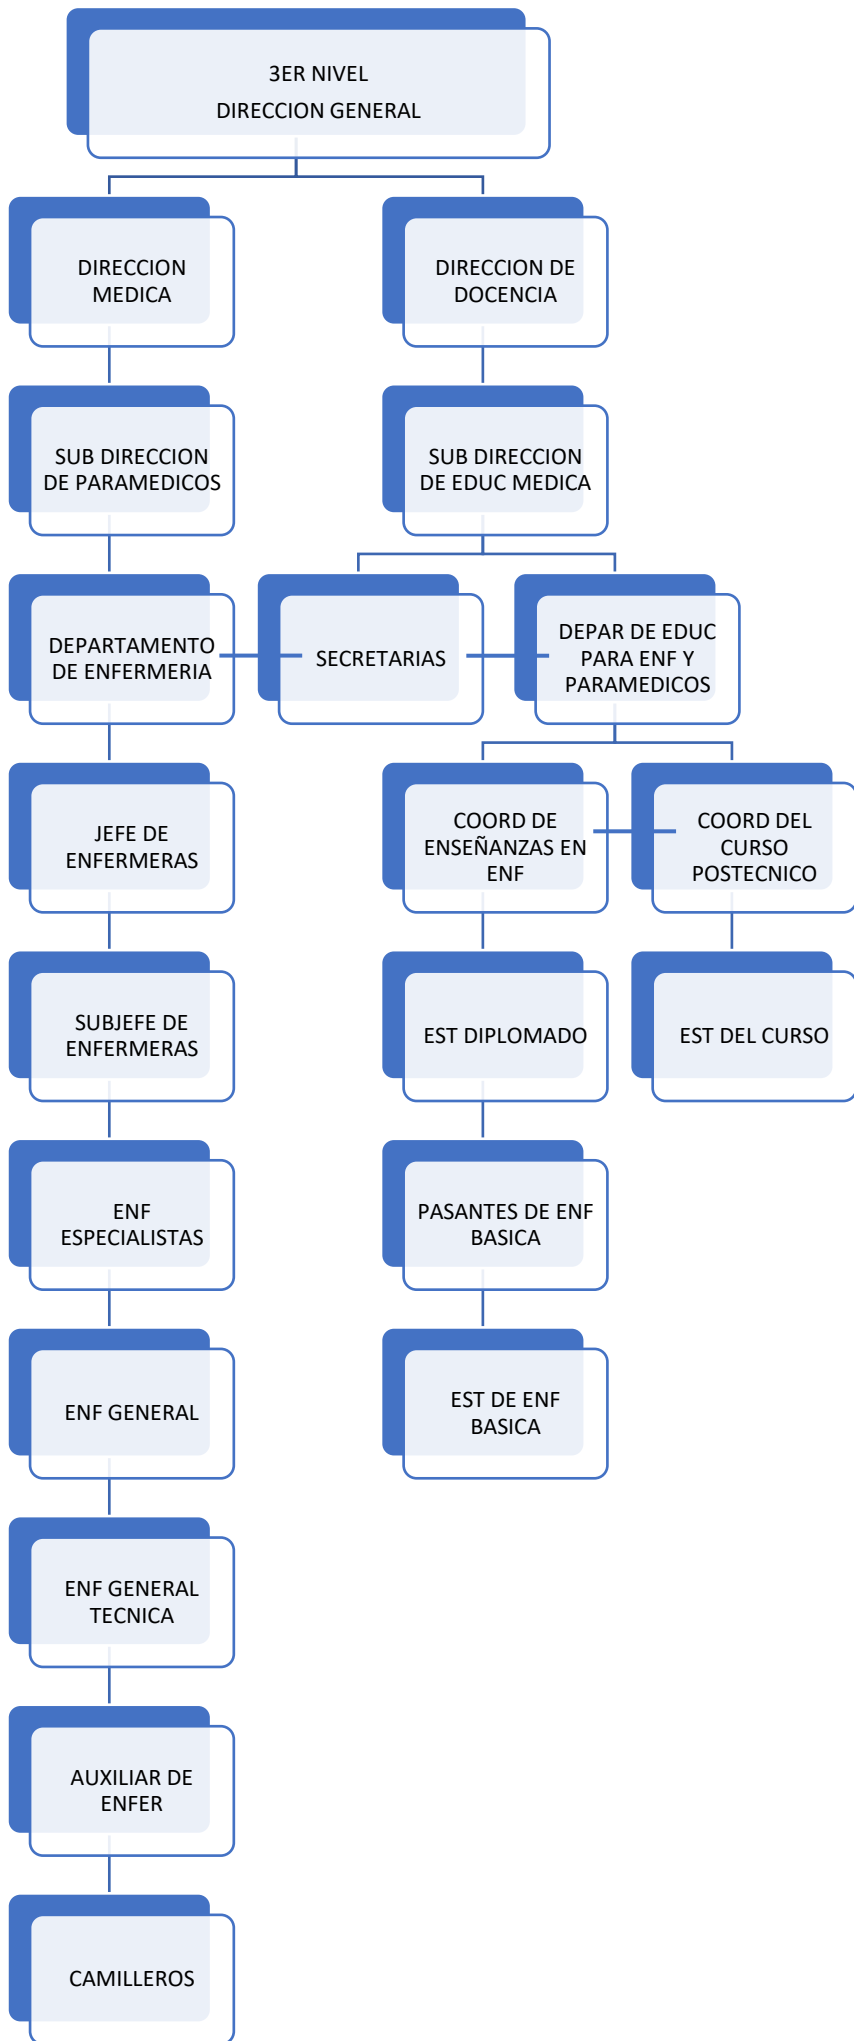 3ER NIVEL
DIRECCION GENERAL
DIRECCION
MEDICA
DIRECCION DE
DOCENCIA
SUB DIRECCION
DE PARAMEDICOS
SUB DIRECCION
DE EDUC MEDICA
DEPARTAMENTO
DE ENFERMERIA
SECRETARIAS
DEPAR DE EDUC
PARA ENF Y
PARAMEDICOS
JEFE DE
ENFERMERAS
COORD DE
ENSEÑANZAS EN
ENF
COORD DEL
CURSO
POSTECNICO
SUBJEFE DE
ENFERMERAS
EST DIPLOMADO
EST DEL CURSO
ENF
ESPECIALISTAS
PASANTES DE ENF
BASICA
ENF GENERAL
EST DE ENF
BASICA
ENF GENERAL
TECNICA
AUXILIAR DE
ENFER
CAMILLEROS